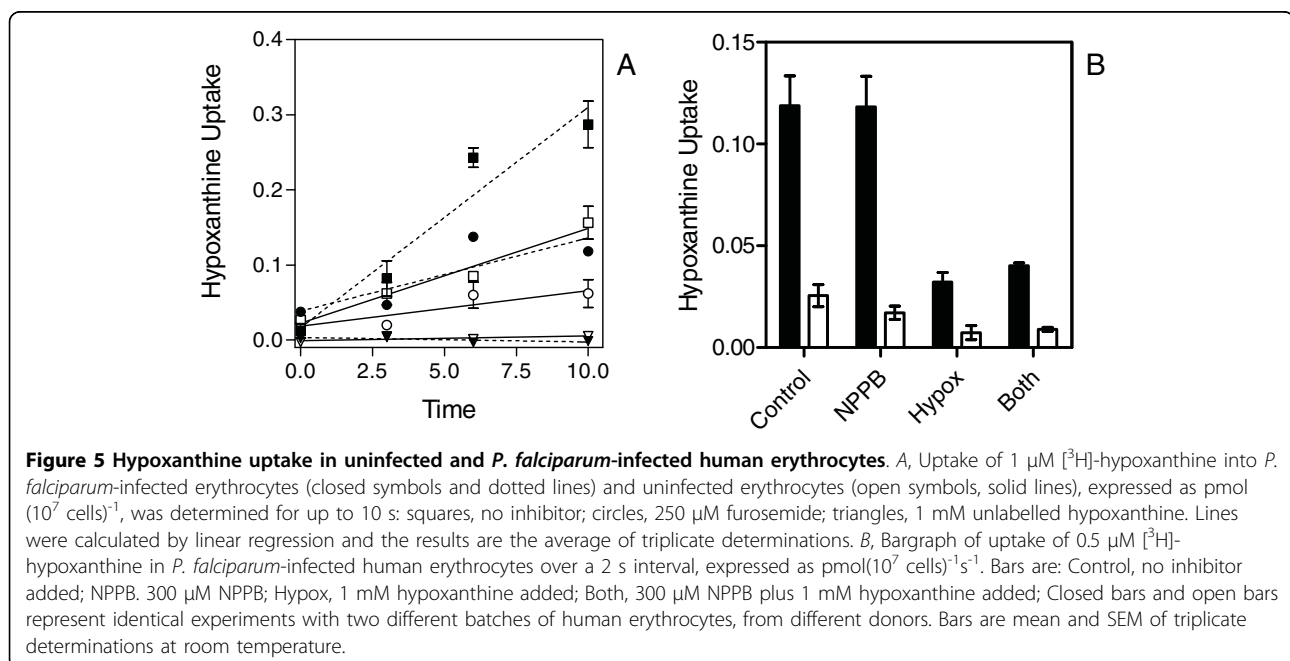 A
B
Hypoxanthine Uptake
0.4
0.3
0.2
0.1
0.0
0.0 2.5 5.0 7.5 10.0
Time
Hypoxanthine Uptake
0.15
0.10
0.05
0.00
Control NPPB Hypox Both
Figure 5 Hypoxanthine uptake in uninfected and P. falciparum-infected human erythrocytes. A, Uptake of 1 μM [³H]-hypoxanthine into P.
falciparum-infected erythrocytes (closed symbols and dotted lines) and uninfected erythrocytes (open symbols, solid lines), expressed as pmol
(10⁷ cells)⁻¹, was determined for up to 10 s: squares, no inhibitor; circles, 250 μM furosemide; triangles, 1 mM unlabelled hypoxanthine. Lines
were calculated by linear regression and the results are the average of triplicate determinations. B, Bargraph of uptake of 0.5 μM [³H]-
hypoxanthine in P. falciparum-infected human erythrocytes over a 2 s interval, expressed as pmol(10⁷ cells)⁻¹s⁻¹. Bars are: Control, no inhibitor
added; NPPB. 300 μM NPPB; Hypox, 1 mM hypoxanthine added; Both, 300 μM NPPB plus 1 mM hypoxanthine added; Closed bars and open bars
represent identical experiments with two different batches of human erythrocytes, from different donors. Bars are mean and SEM of triplicate
determinations at room temperature.